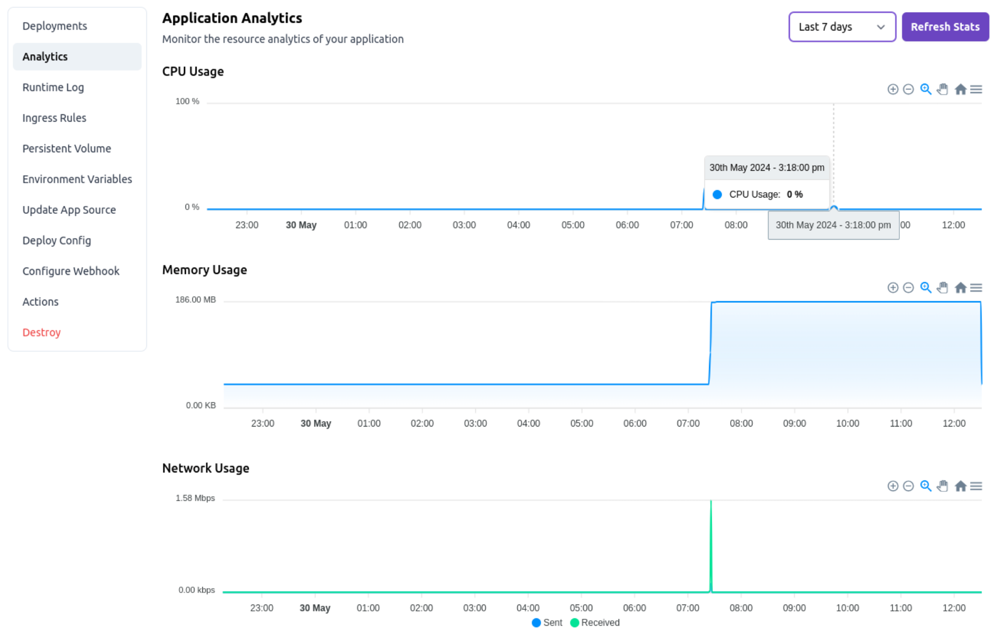 Deployments
Analytics
Runtime Log
Ingress Rules
Persistent Volume
Environment Variables
Update App Source
Deploy Config
Configure Webhook
Actions
Destroy
Application Analytics
Monitor the resource analytics of your application
Last 7 days
Refresh Stats
CPU Usage
100 %
30th May 2024 - 3:18:00 pm
CPU Usage: 0 %
0 %
23:00 30 May 01:00 02:00 03:00 04:00 05:00 06:00 07:00 08:00 30th May 2024 - 3:18:00 pm 00 12:00
Memory Usage
186.00 MB
0.00 KB
23:00 30 May 01:00 02:00 03:00 04:00 05:00 06:00 07:00 08:00 09:00 10:00 11:00 12:00
Network Usage
1.58 Mbps
0.00 kbps
23:00 30 May 01:00 02:00 03:00 04:00 05:00 06:00 07:00 08:00 09:00 10:00 11:00 12:00
Sent Received